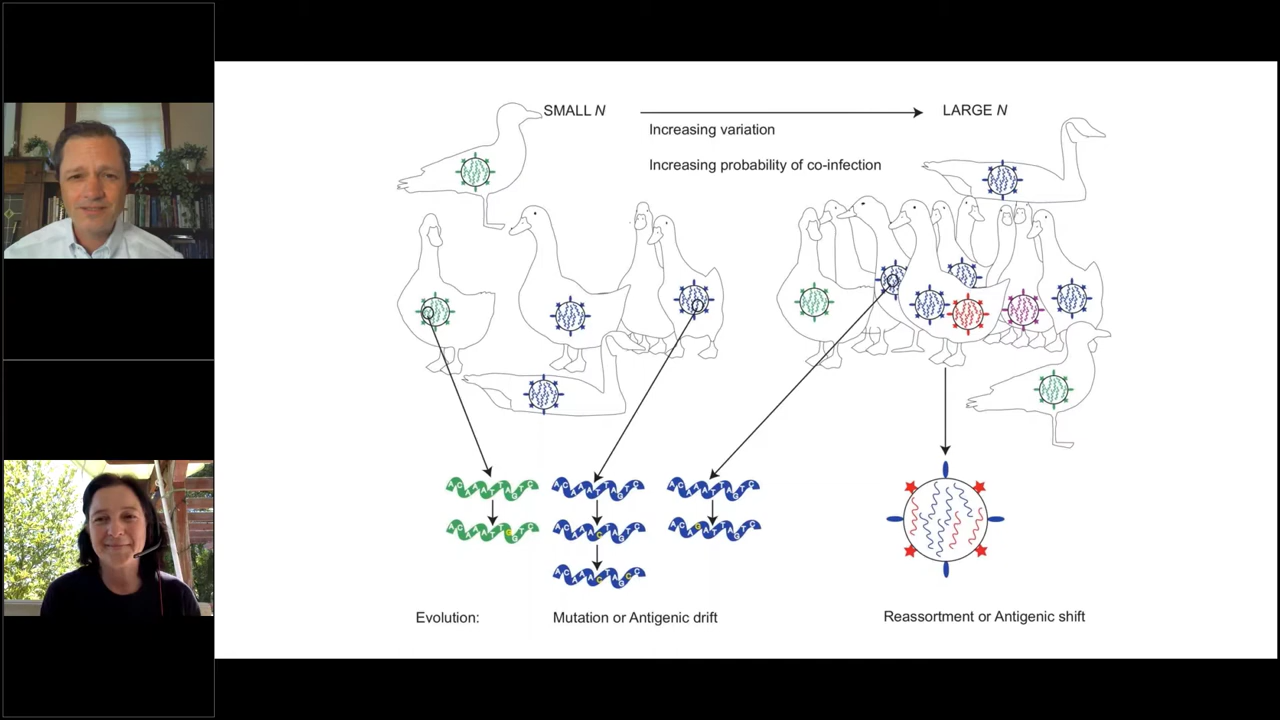 SMALL N
LARGE N
Increasing variation
Increasing probability of co-infection
Evolution:
Mutation or Antigenic drift
Reassortment or Antigenic shift